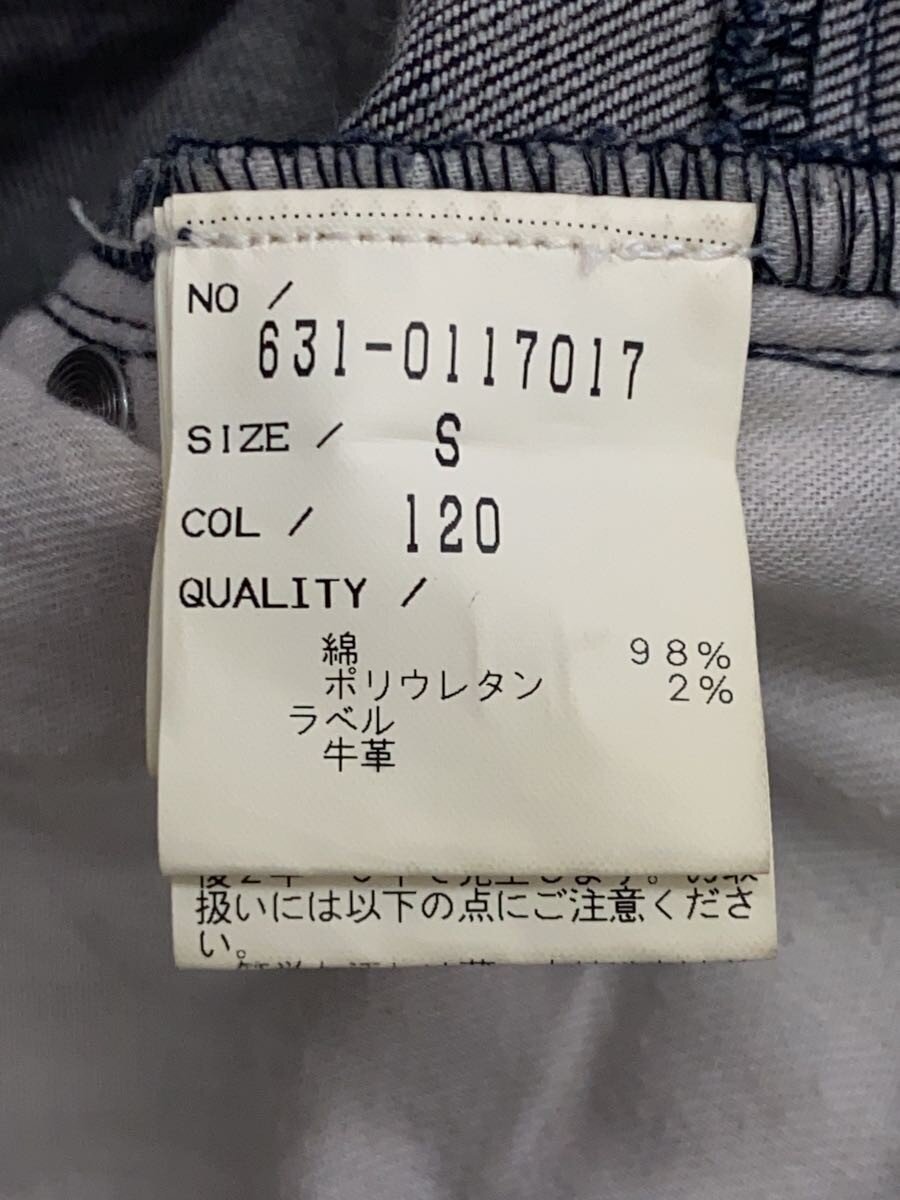 NO /
631-0117017
SIZE / S
COL / 120
QUALITY /
綿 98%
ポリウレタン 2%
ラベル
牛革
扱いには以下の点にご注意くださ
い。